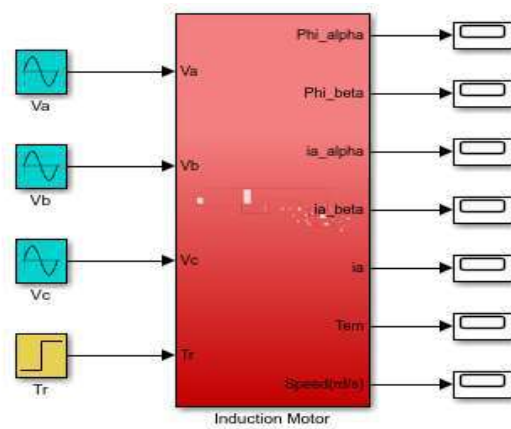 Phi_alpha
Va
Va
Phi_beta
Vb
Vb
ia_alpha
ia_beta
Vc
Vc
ia
Tem
Tr
Tr
Speed(rd/s)
Induction Motor